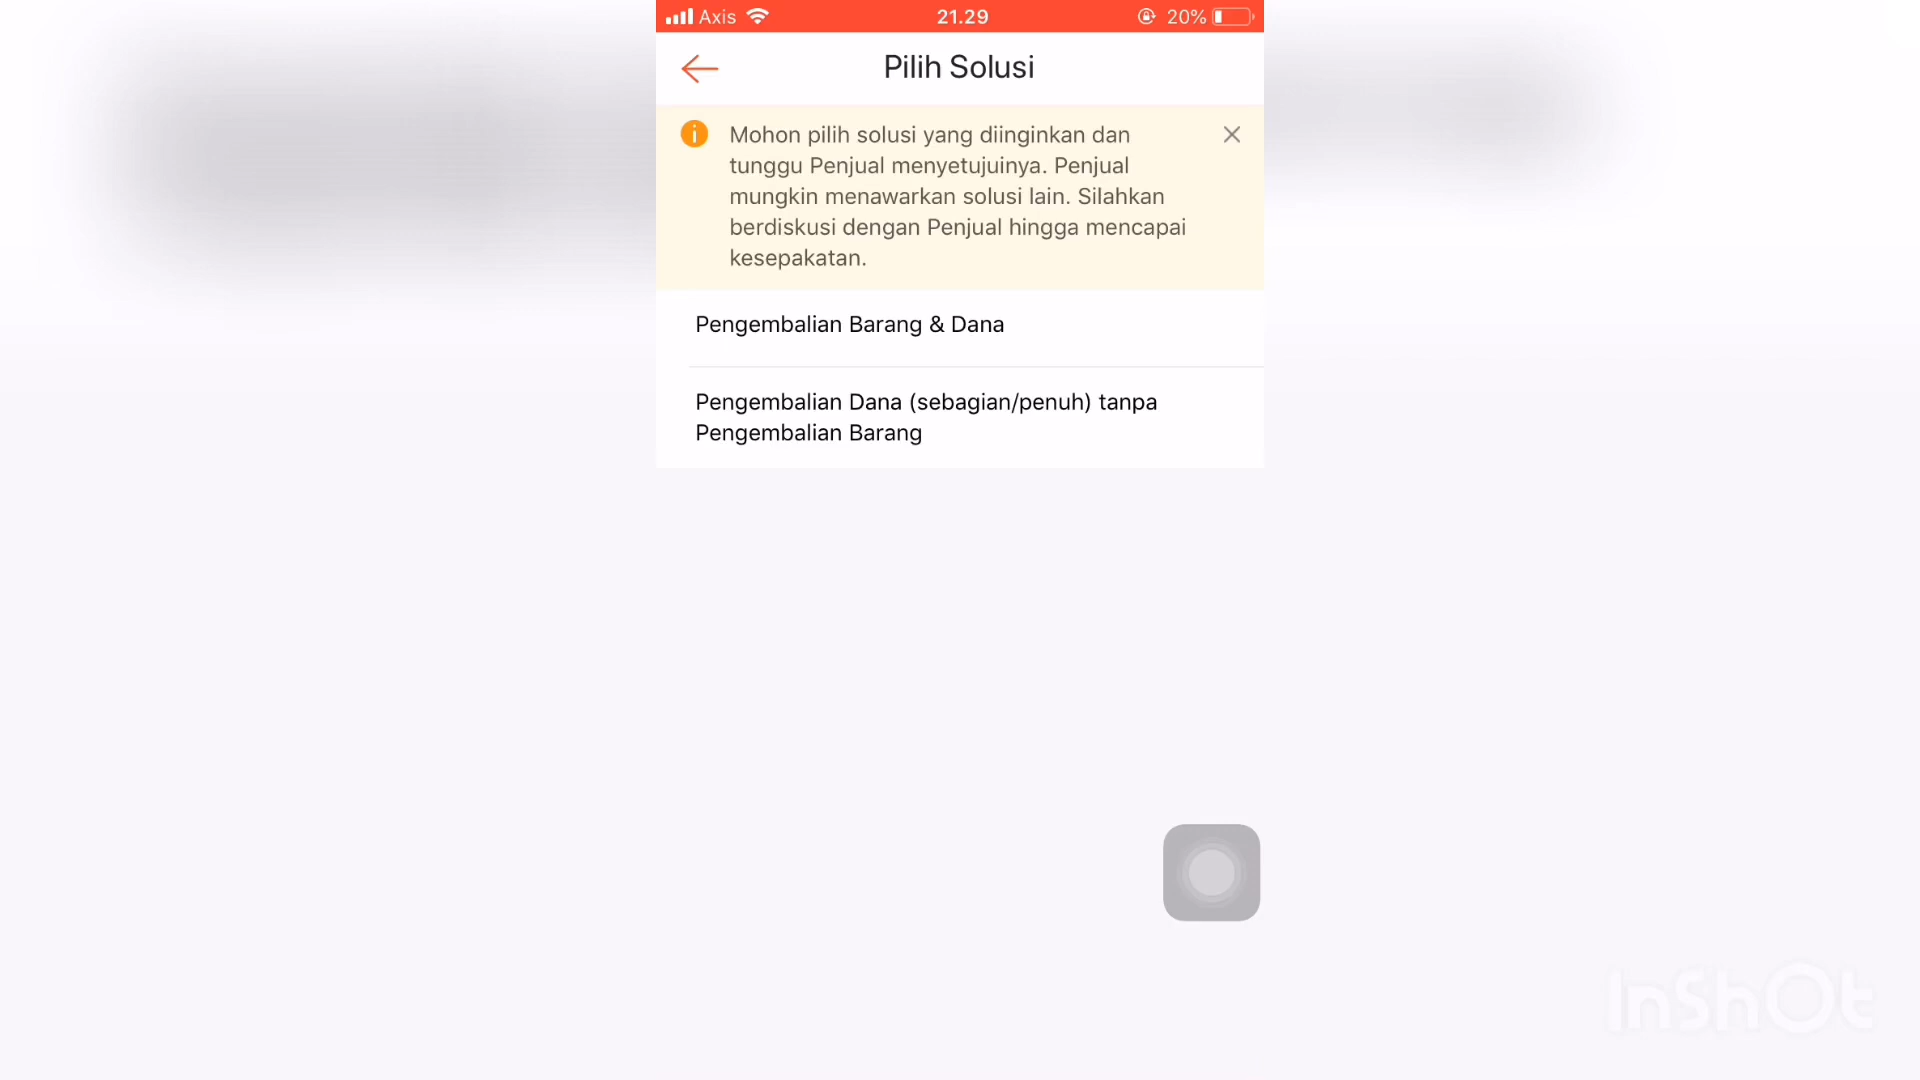 Axis
21.29
20%
Pilih Solusi
Mohon pilih solusi yang diinginkan dan
tunggu Penjual menyetujuinya. Penjual
mungkin menawarkan solusi lain. Silahkan
berdiskusi dengan Penjual hingga mencapai
kesepakatan.
Pengembalian Barang & Dana
Pengembalian Dana (sebagian/penuh) tanpa
Pengembalian Barang
InShOt